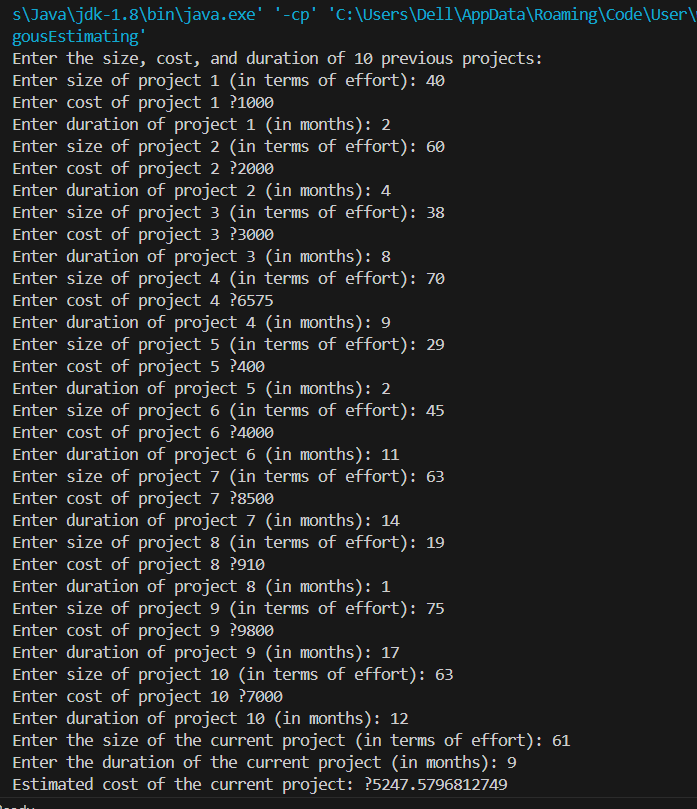 s\Java\jdk-1.8\bin\java.exe' '-cp' 'C:\Users\Dell\AppData\Roaming\Code\User\
gousEstimating'
Enter the size, cost, and duration of 10 previous projects:
Enter size of project 1 (in terms of effort): 40
Enter cost of project 1 ?1000
Enter duration of project 1 (in months): 2
Enter size of project 2 (in terms of effort): 60
Enter cost of project 2 ?2000
Enter duration of project 2 (in months): 4
Enter size of project 3 (in terms of effort): 38
Enter cost of project 3 ?3000
Enter duration of project 3 (in months): 8
Enter size of project 4 (in terms of effort): 70
Enter cost of project 4 ?6575
Enter duration of project 4 (in months): 9
Enter size of project 5 (in terms of effort): 29
Enter cost of project 5 ?400
Enter duration of project 5 (in months): 2
Enter size of project 6 (in terms of effort): 45
Enter cost of project 6 ?4000
Enter duration of project 6 (in months): 11
Enter size of project 7 (in terms of effort): 63
Enter cost of project 7 ?8500
Enter duration of project 7 (in months): 14
Enter size of project 8 (in terms of effort): 19
Enter cost of project 8 ?910
Enter duration of project 8 (in months): 1
Enter size of project 9 (in terms of effort): 75
Enter cost of project 9 ?9800
Enter duration of project 9 (in months): 17
Enter size of project 10 (in terms of effort): 63
Enter cost of project 10 ?7000
Enter duration of project 10 (in months): 12
Enter the size of the current project (in terms of effort): 61
Enter the duration of the current project (in months): 9
Estimated cost of the current project: ?5247.5796812749